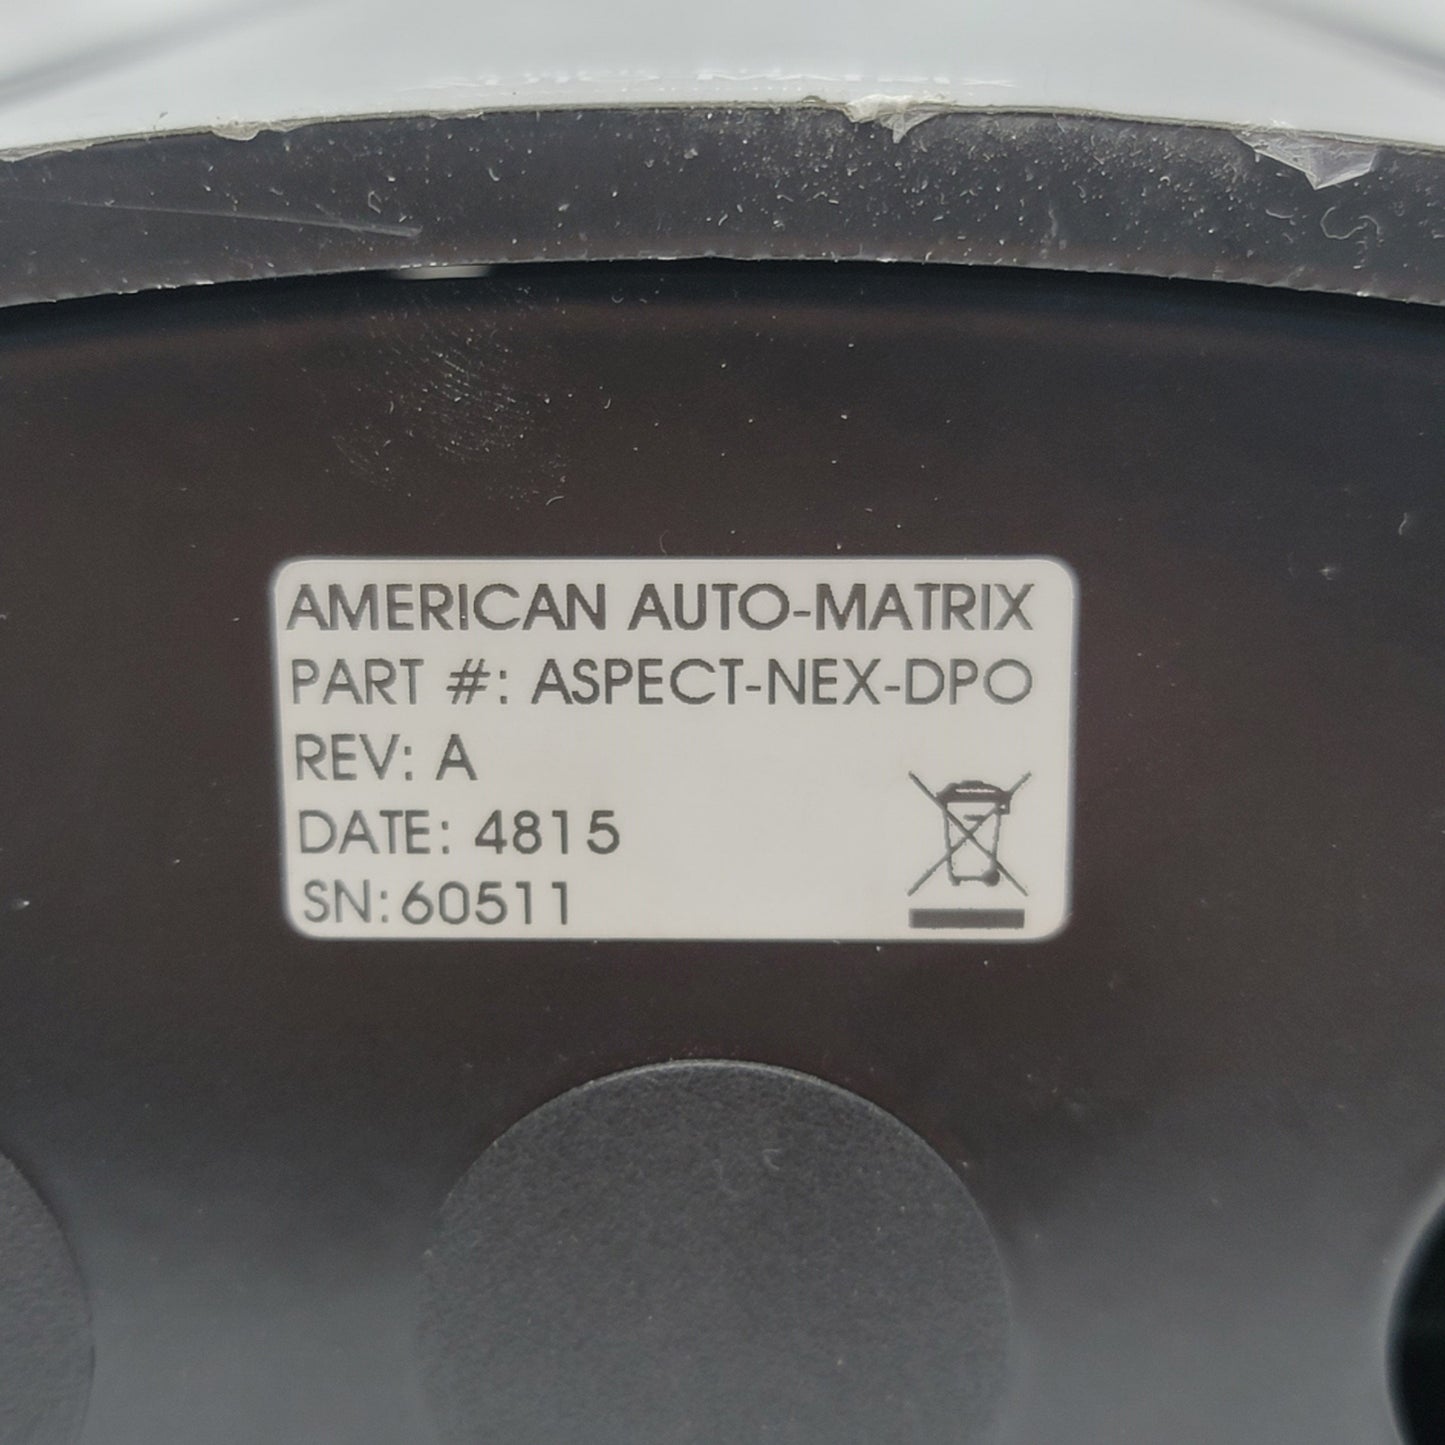 AMERICAN AUTO-MATRIX
PART #: ASPECT-NEX-DPO
REV: A
DATE: 4815
SN:60511